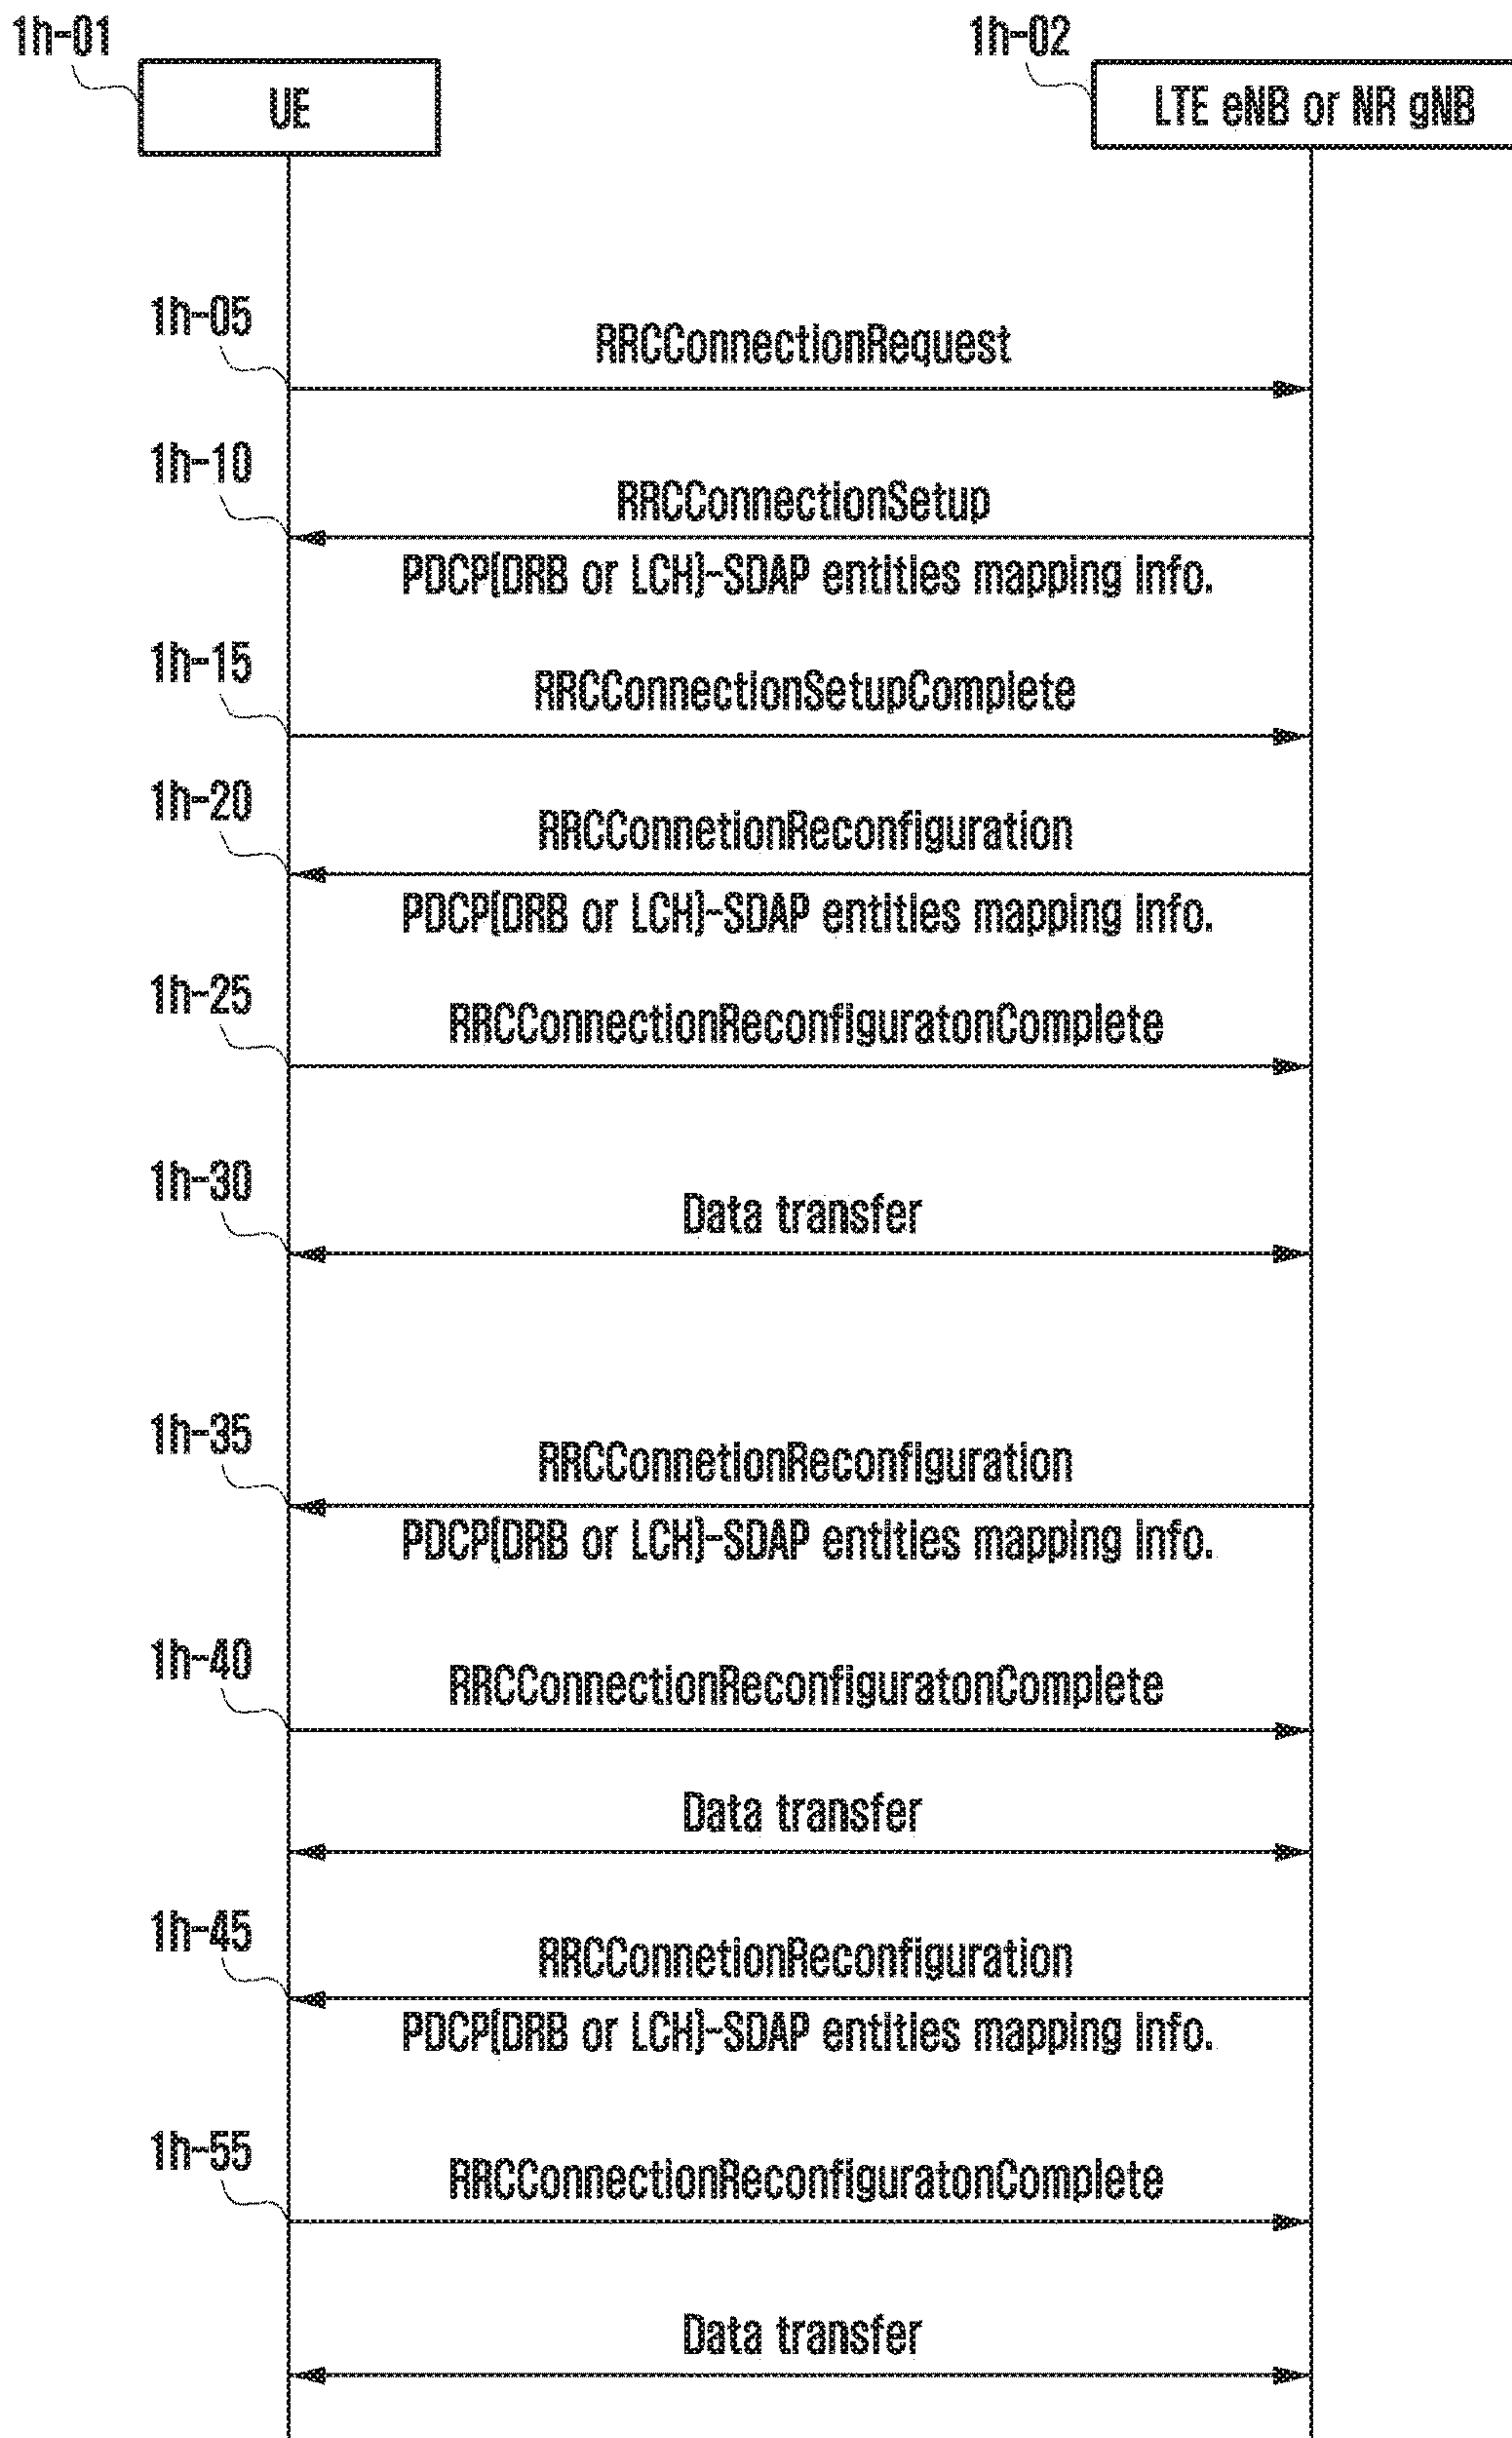 1h-01
1h-02
UE
LTE eNB or NR gNB
1h-05
RRCConnectionRequest
1h-10
RRCConnectionSetup
PDCP(DRB or LCH)-SDAP entities mapping info.
1h-15
RRCConnectionSetupComplete
1h-20
RRCConnetionReconfiguration
PDCP(DRB or LCH)-SDAP entities mapping info.
1h-25
RRCConnectionReconfiguratonComplete
1h-30
Data transfer
1h-35
RRCConnetionReconfiguration
PDCP(DRB or LCH)-SDAP entities mapping info.
1h-40
RRCConnectionReconfiguratonComplete
Data transfer
1h-45
RRCConnetionReconfiguration
PDCP(DRB or LCH)-SDAP entities mapping info.
1h-55
RRCConnectionReconfiguratonComplete
Data transfer